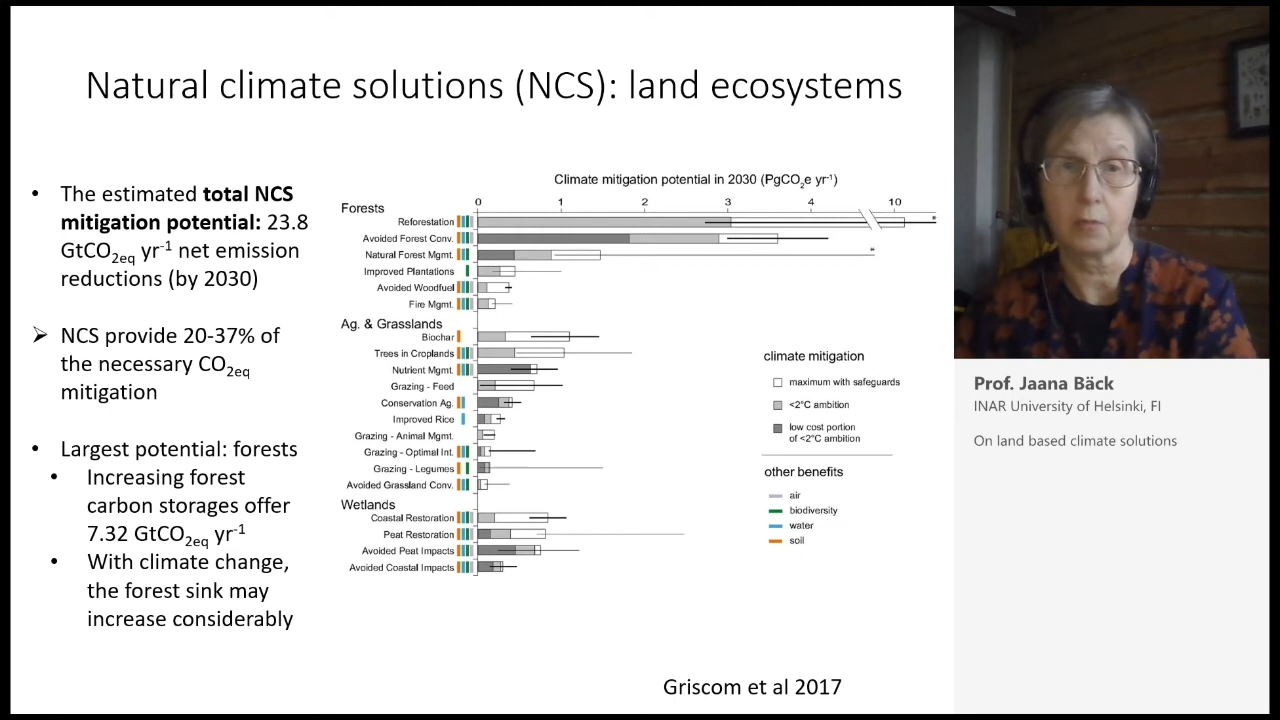 Natural climate solutions (NCS): land ecosystems
• The estimated total NCS
mitigation potential: 23.8
GtCO2eq yr-1 net emission
reductions (by 2030)
➢ NCS provide 20-37% of
the necessary CO2eq
mitigation
• Largest potential: forests
• Increasing forest
carbon storages offer
7.32 GtCO2eq yr-1
• With climate change,
the forest sink may
increase considerably
Climate mitigation potential in 2030 (PgCO2e yr-1)
0 1 2 3 4 10
Forests
Reforestation
Avoided Forest Conv.
Natural Forest Mgmt.
Improved Plantations
Avoided Woodfuel
Fire Mgmt.
Ag. & Grasslands
Biochar
Trees in Croplands
Nutrient Mgmt.
Grazing - Feed
Conservation Ag.
Improved Rice
Grazing - Animal Mgmt.
Grazing - Optimal Int.
Grazing - Legumes
Avoided Grassland Conv.
Wetlands
Coastal Restoration
Peat Restoration
Avoided Peat Impacts
Avoided Coastal Impacts
climate mitigation
maximum with safeguards
<2°C ambition
low cost portion
of <2°C ambition
other benefits
air
biodiversity
water
soil
Griscom et al 2017
Prof. Jaana Bäck
INAR University of Helsinki, FI
On land based climate solutions